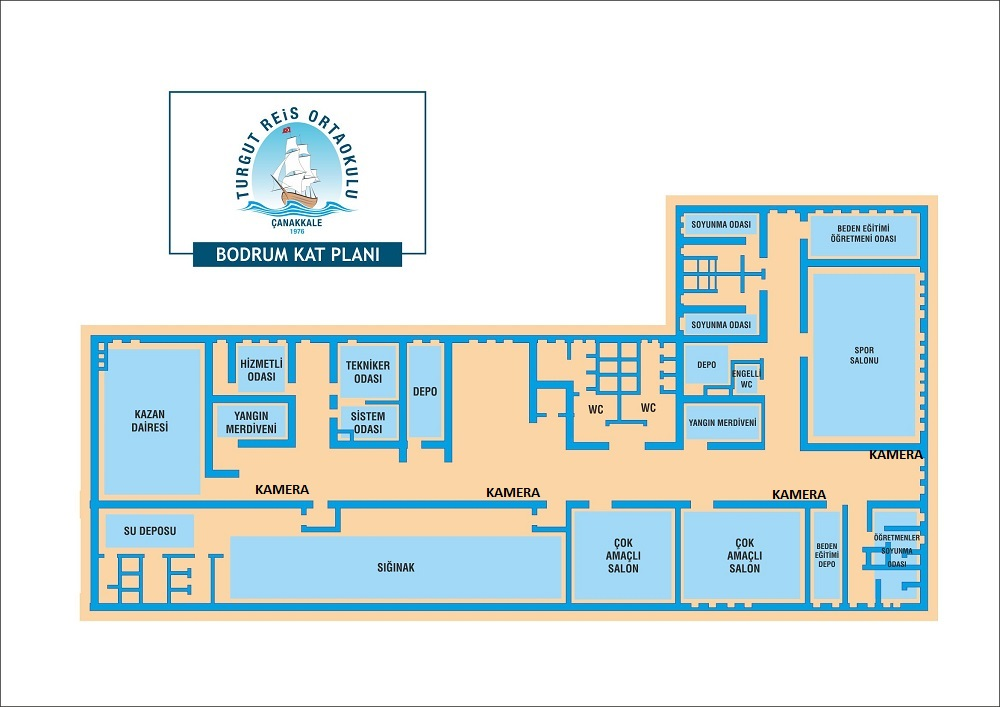 TURGUT REİS ORTAOKULU
ÇANAKKALE
1976
BODRUM KAT PLANI
SOYUNMA ODASI
BEDEN EĞİTİMİ
ÖĞRETMENİ ODASI
SOYUNMA ODASI
SPOR
SALONU
HİZMETLİ
ODASI
TEKNİKER
ODASI
DEPO
DEPO
ENGELLİ
WC
KAZAN
DAİRESİ
YANGIN
MERDİVENİ
SİSTEM
ODASI
WC
WC
YANGIN MERDİVENİ
KAMERA
KAMERA
KAMERA
KAMERA
SU DEPOSU
SIĞINAK
ÇOK
AMAÇLI
SALON
ÇOK
AMAÇLI
SALON
BEDEN
EĞİTİMİ
DEPO
ÖĞRETMENLER
SOYUNMA
ODASI